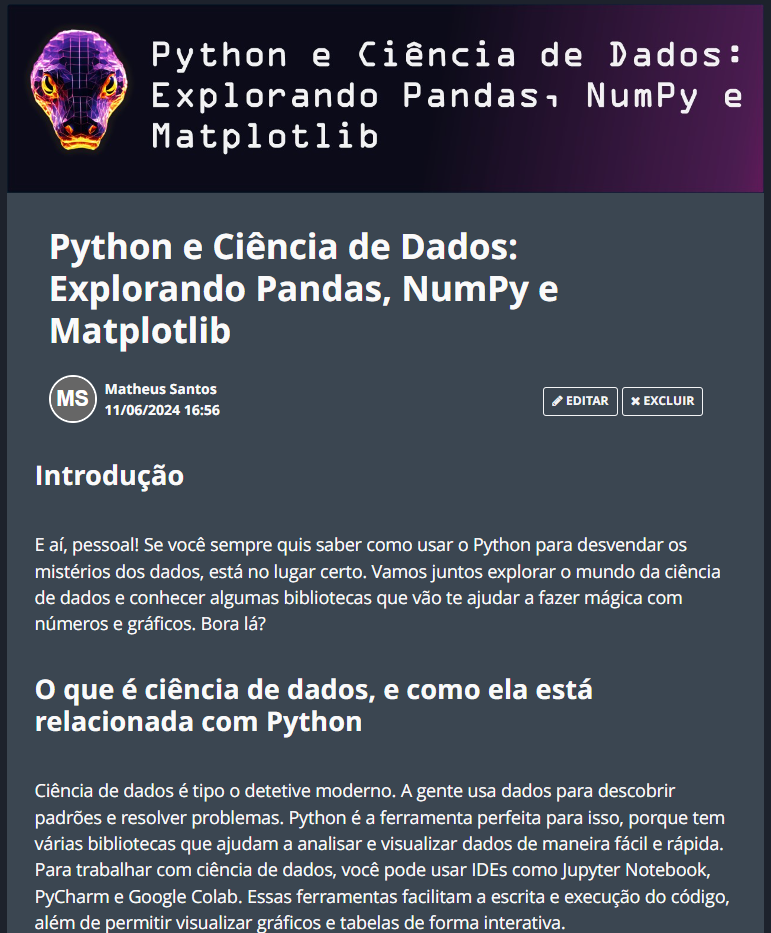 Python e Ciência de Dados:
Explorando Pandas, NumPy e
Matplotlib
Python e Ciência de Dados:
Explorando Pandas, NumPy e
Matplotlib
MS
Matheus Santos
11/06/2024 16:56
EDITAR
EXCLUIR
Introdução
E aí, pessoal! Se você sempre quis saber como usar o Python para desvendar os
mistérios dos dados, está no lugar certo. Vamos juntos explorar o mundo da ciência
de dados e conhecer algumas bibliotecas que vão te ajudar a fazer mágica com
números e gráficos. Bora lá?
O que é ciência de dados, e como ela está
relacionada com Python
Ciência de dados é tipo o detetive moderno. A gente usa dados para descobrir
padrões e resolver problemas. Python é a ferramenta perfeita para isso, porque tem
várias bibliotecas que ajudam a analisar e visualizar dados de maneira fácil e rápida.
Para trabalhar com ciência de dados, você pode usar IDEs como Jupyter Notebook,
PyCharm e Google Colab. Essas ferramentas facilitam a escrita e execução do código,
além de permitir visualizar gráficos e tabelas de forma interativa.